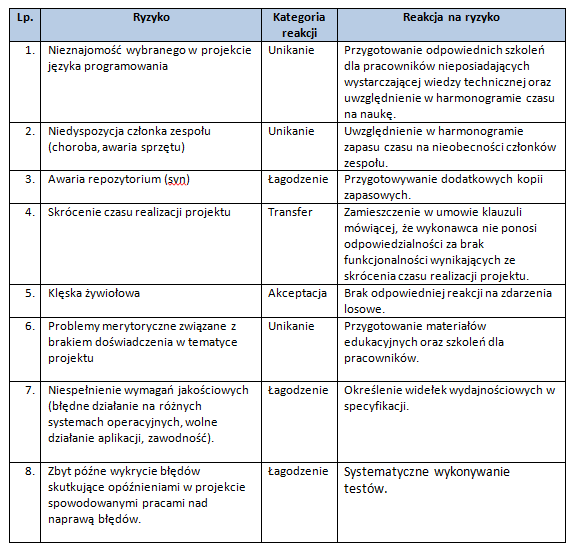 Lp. Ryzyko Kategoria reakcji Reakcja na ryzyko
1. Nieznajomość wybranego w projekcie
języka programowania
Unikanie
Przygotowanie odpowiednich szkoleń
dla pracowników nieposiadających
wystarczającej wiedzy technicznej oraz
uwzględnienie w harmonogramie czasu
na naukę.
2. Niedyspozycja członka zespołu
(choroba, awaria sprzętu)
Unikanie
Uwzględnienie w harmonogramie
zapasu czasu na nieobecności członków
zespołu.
3. Awaria repozytorium (svn)
Łagodzenie
Przygotowywanie dodatkowych kopii
zapasowych.
4. Skrócenie czasu realizacji projektu
Transfer
Zamieszczenie w umowie klauzuli
mówiącej, że wykonawca nie ponosi
odpowiedzialności za brak
funkcjonalności wynikających ze
skrócenia czasu realizacji projektu.
5. Klęska żywiołowa
Akceptacja
Brak odpowiedniej reakcji na zdarzenia
losowe.
6. Problemy merytoryczne związane z
brakiem doświadczenia w tematyce
projektu
Unikanie
Przygotowanie materiałów
edukacyjnych oraz szkoleń dla
pracowników.
7. Niespełnienie wymagań jakościowych
(błędne działanie na różnych
systemach operacyjnych, wolne
działanie aplikacji, zawodność).
Łagodzenie
Określenie widełek wydajnościowych w
specyfikacji.
8. Zbyt późne wykrycie błędów
skutkujące opóźnieniami w projekcie
spowodowanymi pracami nad
naprawą błędów.
Łagodzenie
Systematyczne wykonywanie
testów.